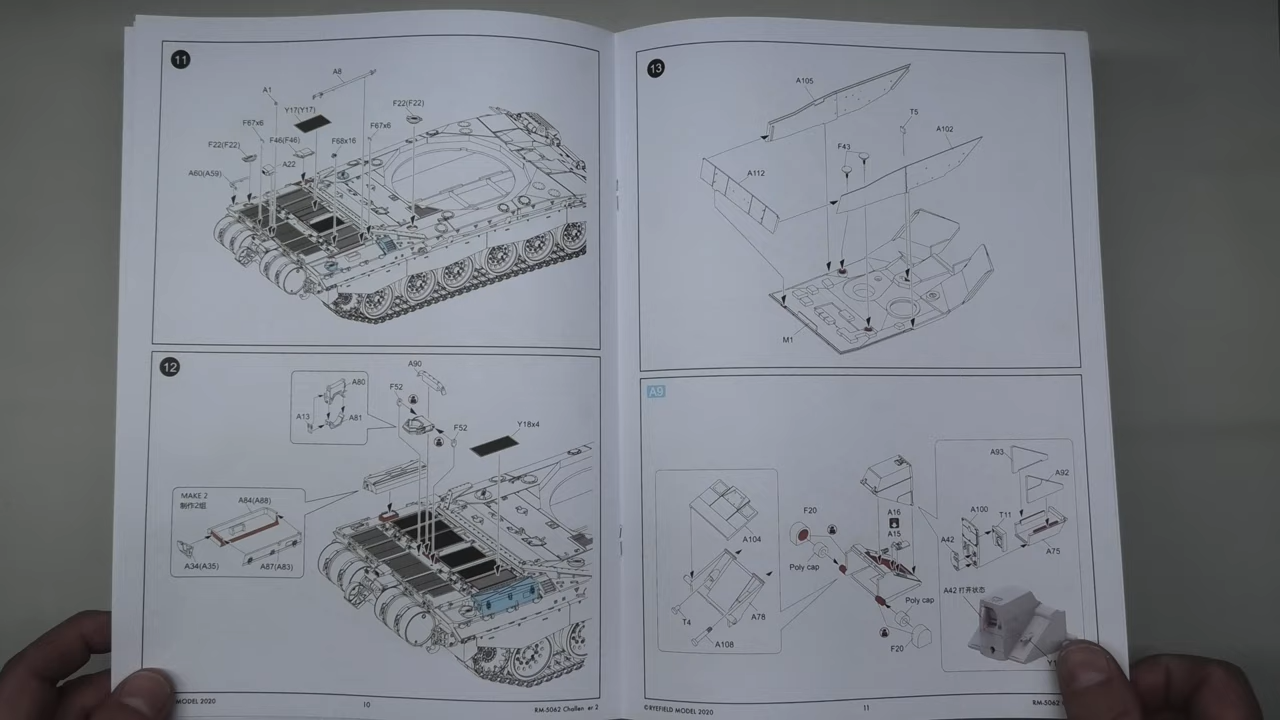 11
A8
A1
Y17(Y17)
F22(F22)
F67x6
F67x6
F46(F46)
F68x16
F22(F22)
A22
A60(A59)
12
A90
F52
A80
A13
A81
F52
Y18x4
MAKE 2
制作2组
A84(A88)
A34(A35)
A87(A83)
MODEL 2020
10
RM-5062 Challen er 2
13
A105
T5
A102
F43
A112
M1
A9
A93
A92
A16
F20
A100
T11
A104
A15
A42
A75
Poly cap
A42 打开状态
Poly cap
T4
A78
A108
F20
Y1
©RYEFIELD MODEL 2020
11
RM-5062